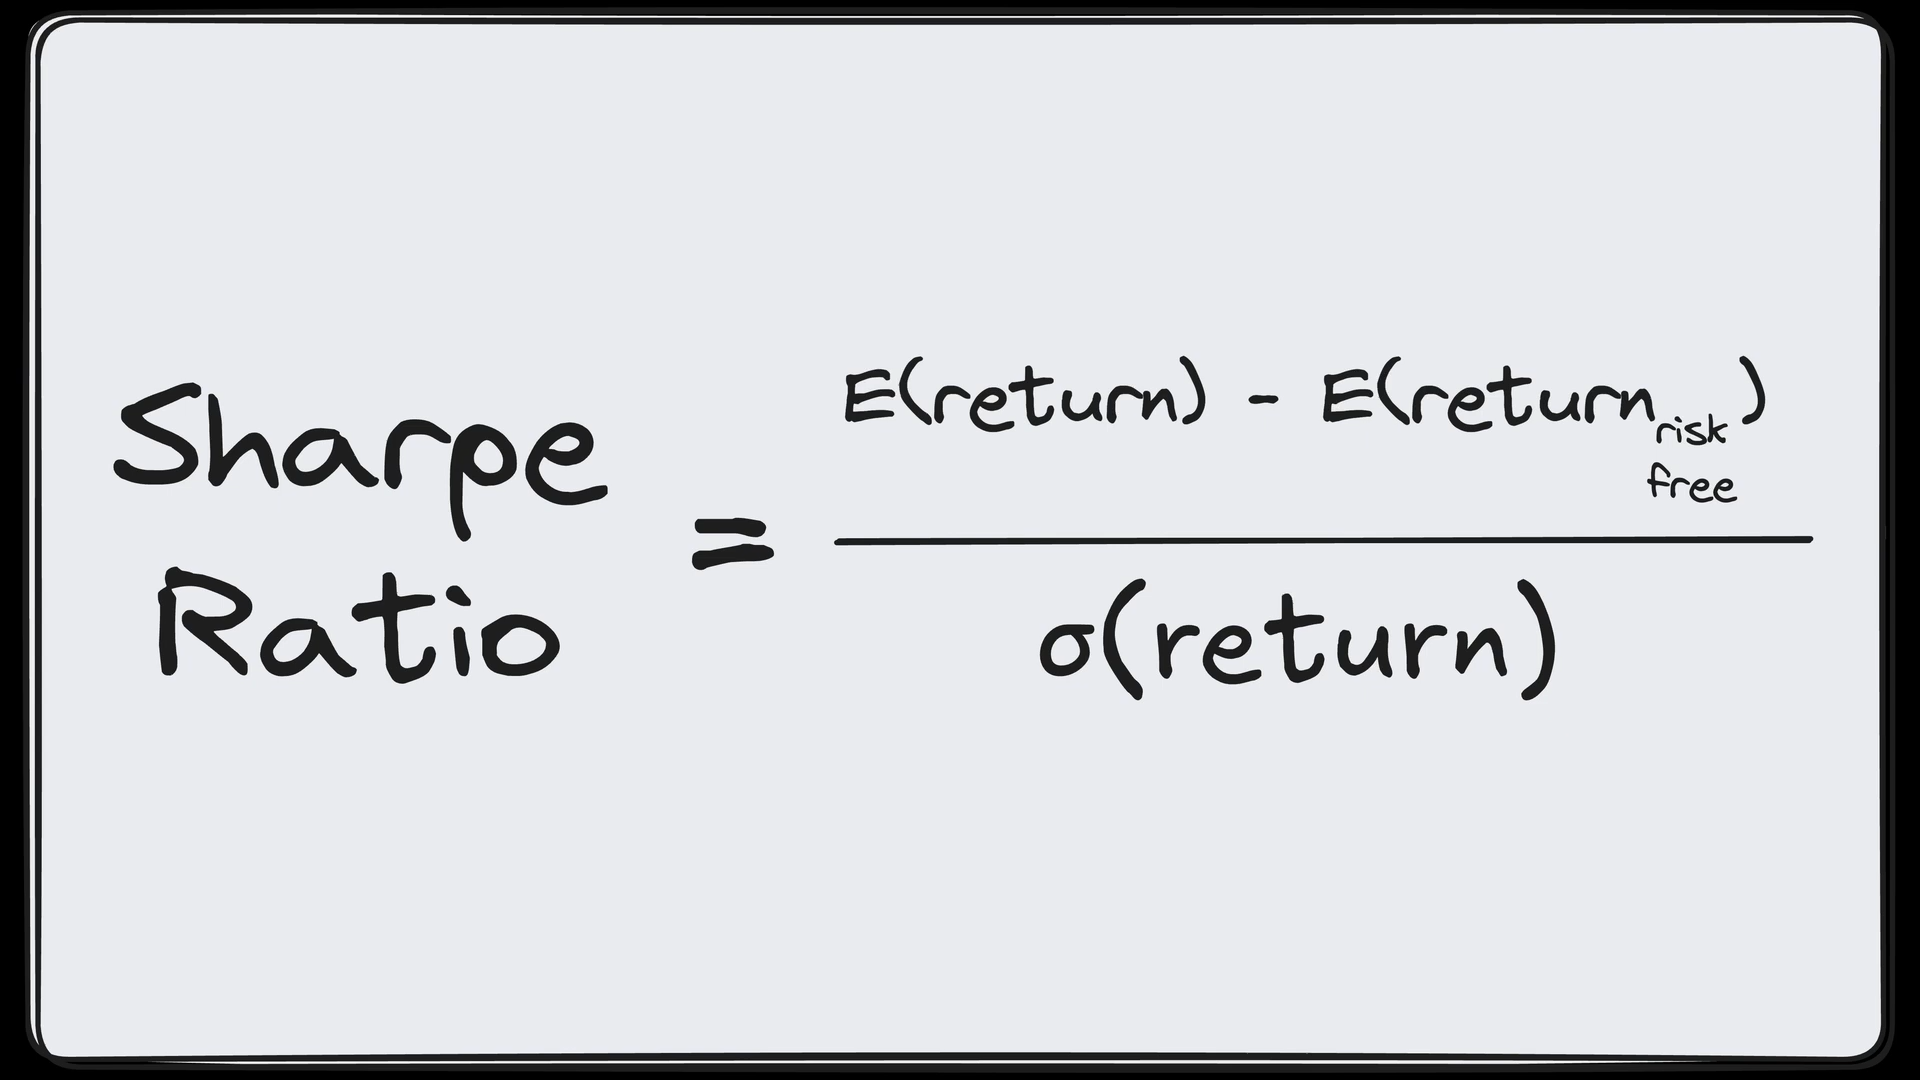 Sharpe
Ratio
=
E(return) - E(return risk free)
σ(return)